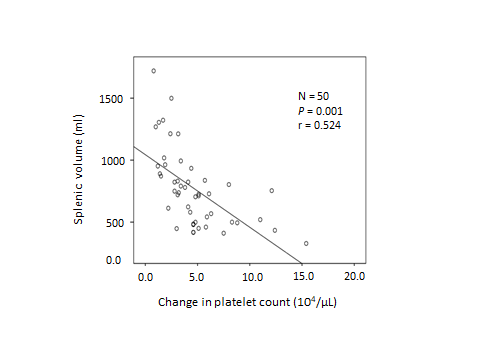 N = 50
P = 0.001
r = 0.524
Splenic volume (ml)
1500
1000
500
0.0
0.0 5.0 10.0 15.0 20.0
Change in platelet count (10⁴/μL)